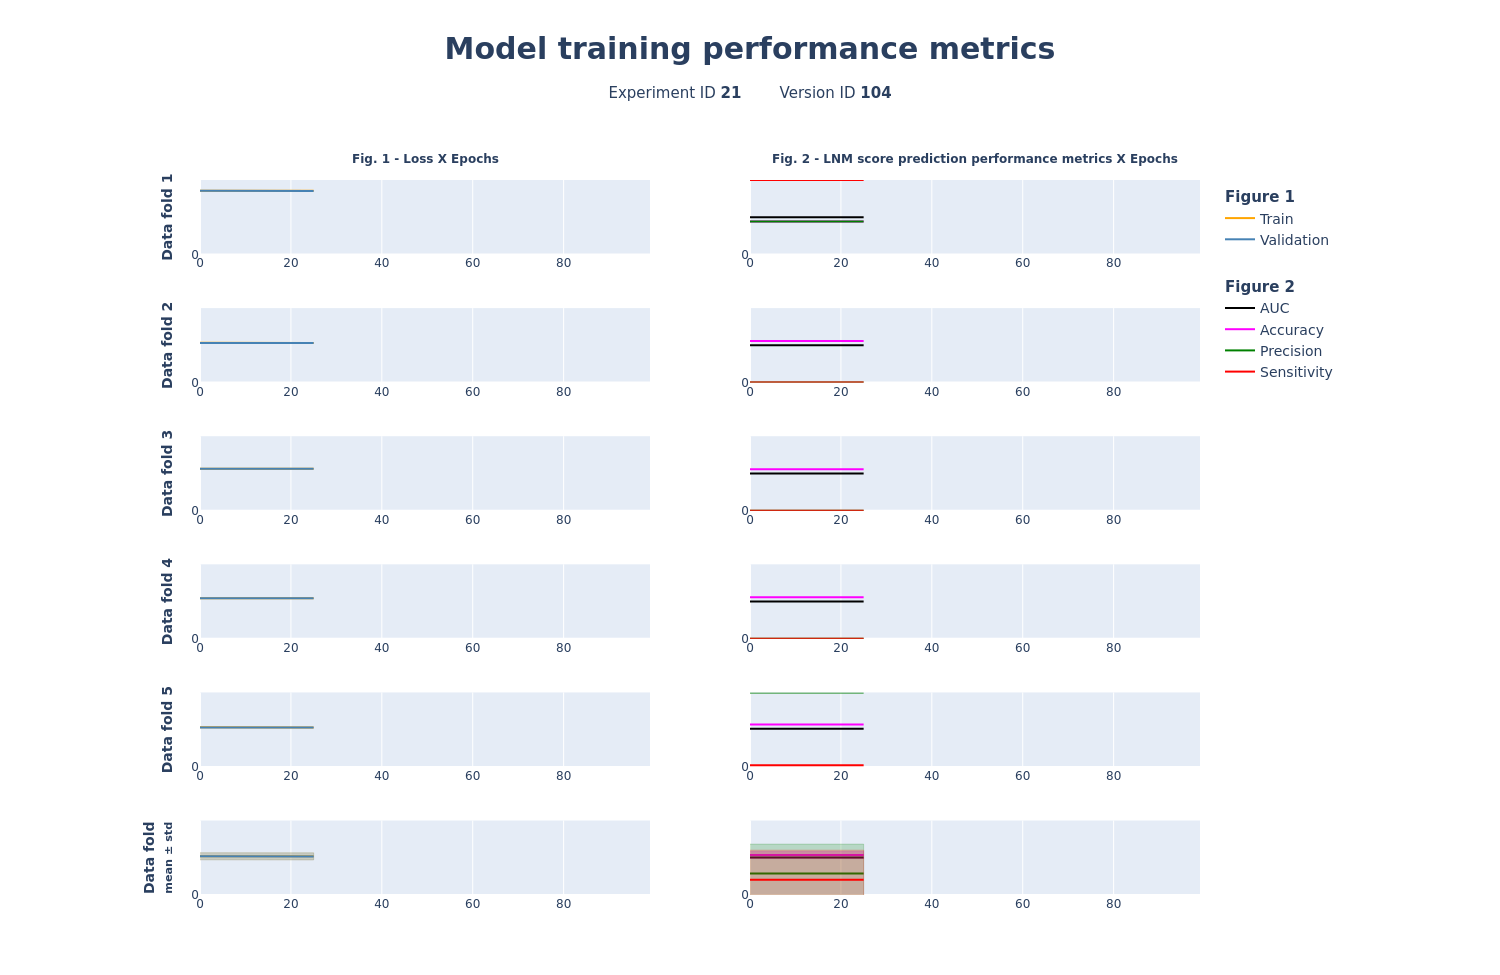 Model training performance metrics
Experiment ID 21 Version ID 104
Fig. 1 - Loss X Epochs
Fig. 2 - LNM score prediction performance metrics X Epochs
Data fold 1
0
0 20 40 60 80
0
0 20 40 60 80
Figure 1
Train
Validation
Figure 2
AUC
Accuracy
Precision
Sensitivity
Data fold 2
0
0 20 40 60 80
0
0 20 40 60 80
Data fold 3
0
0 20 40 60 80
0
0 20 40 60 80
Data fold 4
0
0 20 40 60 80
0
0 20 40 60 80
Data fold 5
0
0 20 40 60 80
0
0 20 40 60 80
Data fold
mean ± std
0
0 20 40 60 80
0
0 20 40 60 80